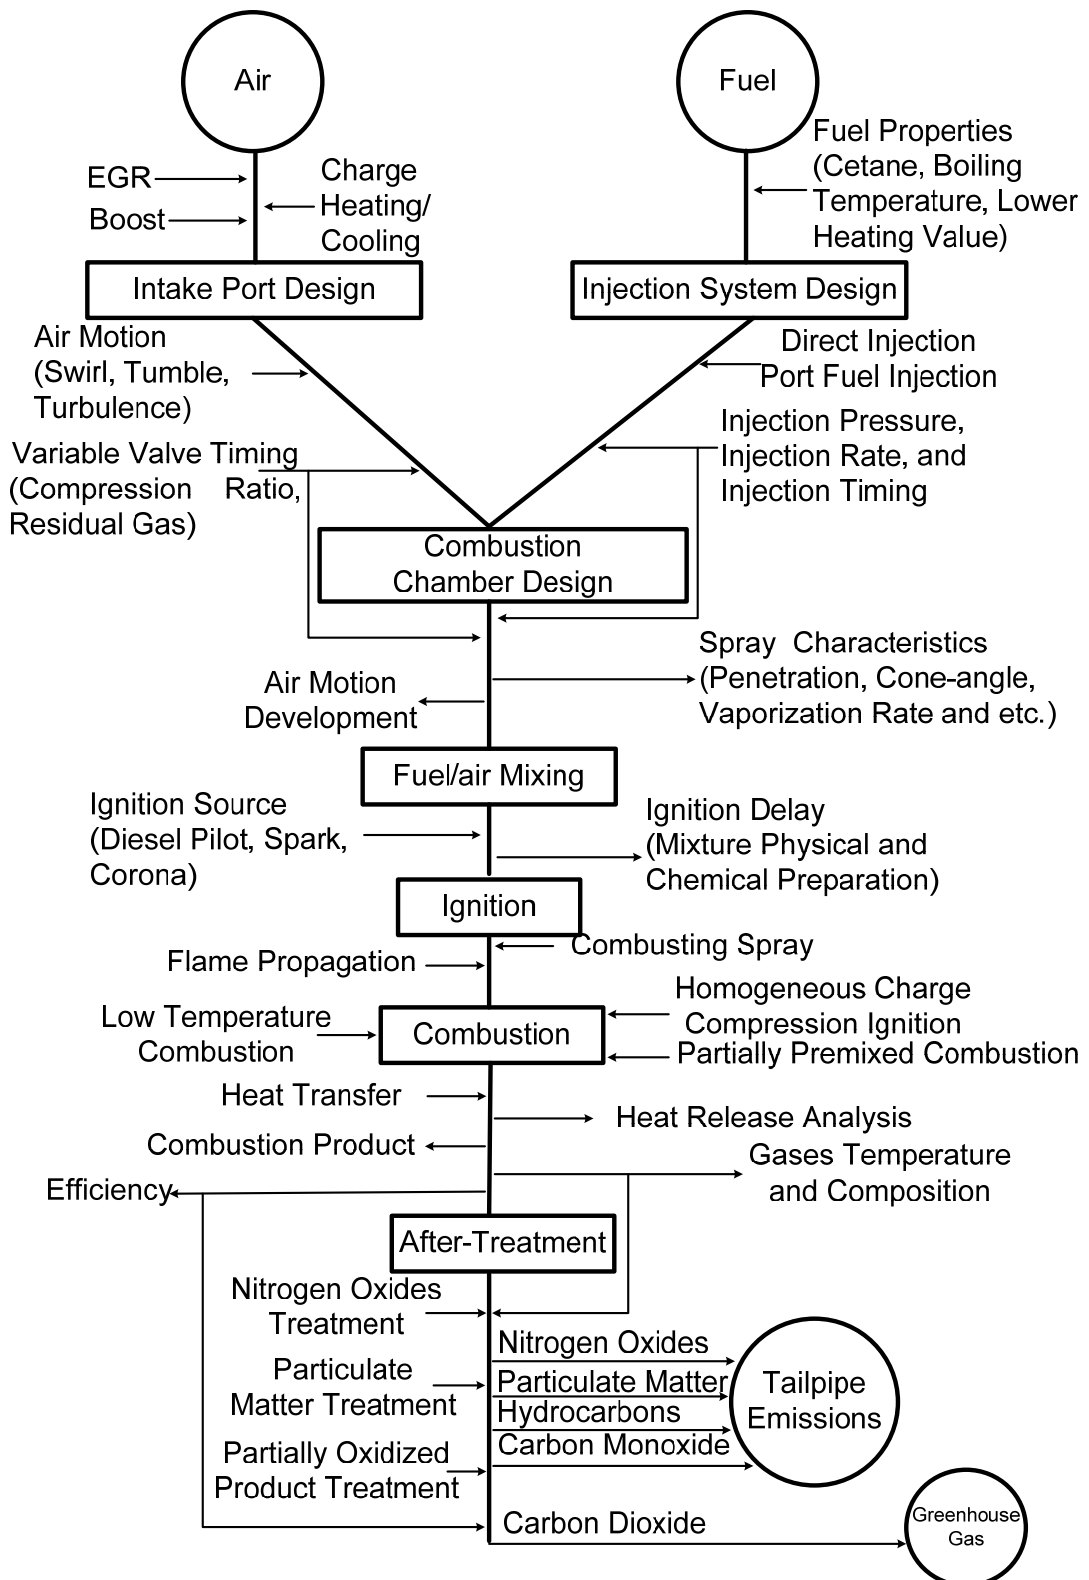 Air
Fuel
EGR
Boost
Charge
Heating/
Cooling
Fuel Properties
(Cetane, Boiling
Temperature, Lower
Heating Value)
Intake Port Design
Injection System Design
Air Motion
(Swirl, Tumble,
Turbulence)
Direct Injection
Port Fuel Injection
Variable Valve Timing
(Compression Ratio,
Residual Gas)
Injection Pressure,
Injection Rate, and
Injection Timing
Combustion
Chamber Design
Air Motion
Development
Spray Characteristics
(Penetration, Cone-angle,
Vaporization Rate and etc.)
Fuel/air Mixing
Ignition Source
(Diesel Pilot, Spark,
Corona)
Ignition Delay
(Mixture Physical and
Chemical Preparation)
Ignition
Combusting Spray
Flame Propagation
Low Temperature
Combustion
Combustion
Homogeneous Charge
Compression Ignition
Partially Premixed Combustion
Heat Transfer
Heat Release Analysis
Combustion Product
Gases Temperature
and Composition
Efficiency
After-Treatment
Nitrogen Oxides
Treatment
Particulate
Matter Treatment
Partially Oxidized
Product Treatment
Nitrogen Oxides
Particulate Matter
Hydrocarbons
Carbon Monoxide
Tailpipe
Emissions
Carbon Dioxide
Greenhouse
Gas